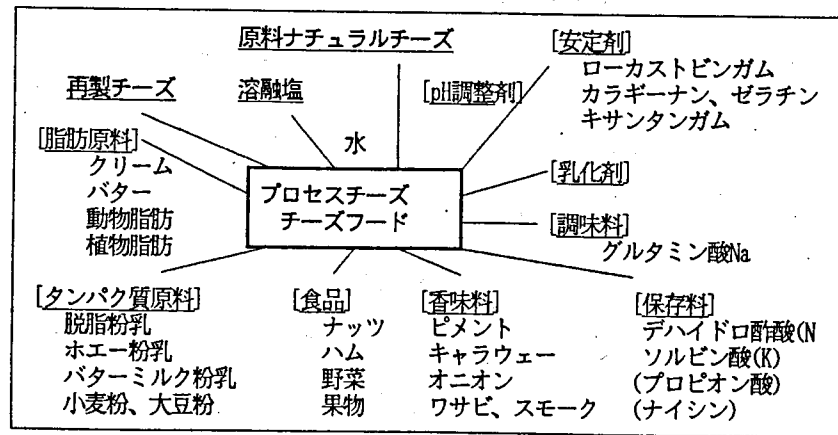 原料ナチュラルチーズ
[安定剤]
ローカストビンガム
カラギーナン、ゼラチン
キサンタンガム
再製チーズ
溶融塩
[pH調整剤]
水
[脂肪原料]
クリーム
バター
動物脂肪
植物脂肪
プロセスチーズ
チーズフード
[乳化剤]
[調味料]
グルタミン酸Na
[タンパク質原料]
脱脂粉乳
ホエー粉乳
バターミルク粉乳
小麦粉、大豆粉
[食品]
ナッツ
ハム
野菜
果物
[香味料]
ピメント
キャラウェー
オニオン
ワサビ、スモーク
[保存料]
デハイドロ酢酸(N
ソルビン酸(K)
(プロピオン酸)
(ナイシン)